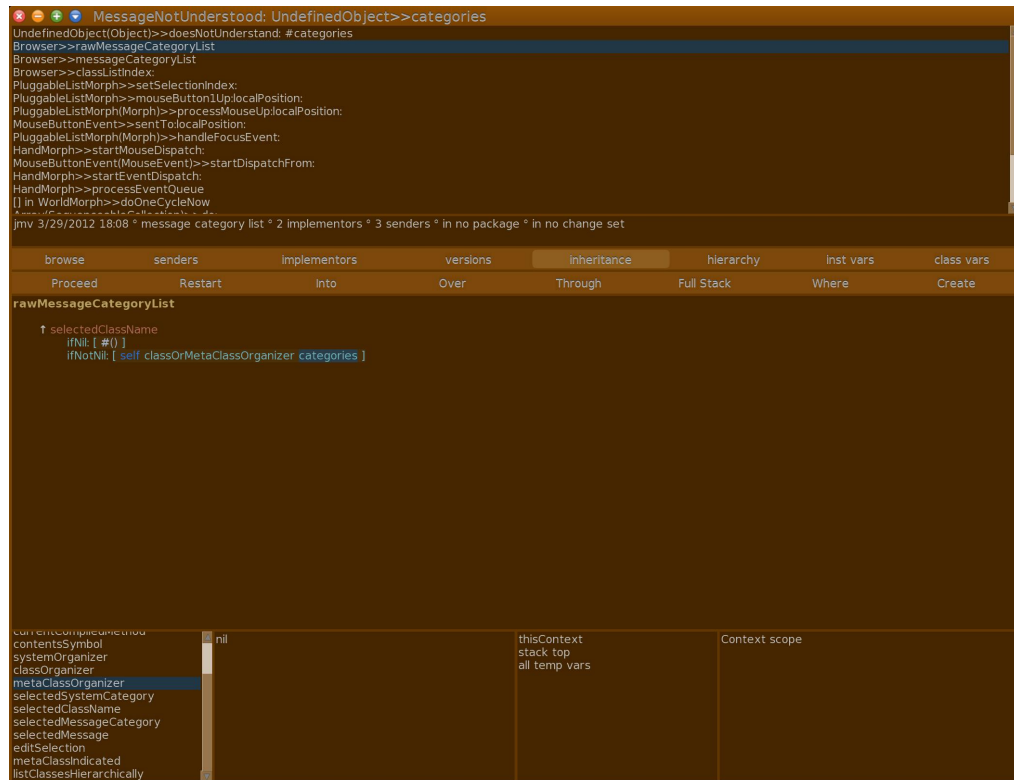 MessageNotUnderstood: UndefinedObject>>categories
UndefinedObject(Object)>>doesNotUnderstand: #categories
Browser>>rawMessageCategoryList
Browser>>messageCategoryList
Browser>>classListIndex:
PluggableListMorph>>setSelectionIndex:
PluggableListMorph>>mouseButton1Up:localPosition:
PluggableListMorph(Morph)>>processMouseUp:localPosition:
MouseButtonEvent>>sentTo:localPosition:
PluggableListMorph(Morph)>>handleFocusEvent:
HandMorph>>startMouseDispatch:
MouseButtonEvent(MouseEvent)>>startDispatchFrom:
HandMorph>>startEventDispatch:
HandMorph>>processEventQueue
[] in WorldMorph>>doOneCycleNow
Array(SequenceableCollection)>>do:
jmv 3/29/2012 18:08 ° message category list ° 2 implementors ° 3 senders ° in no package ° in no change set
browse senders implementors versions inheritance hierarchy inst vars class vars
Proceed Restart Into Over Through Full Stack Where Create
rawMessageCategoryList
↑ selectedClassName
ifNil: [ #() ]
ifNotNil: [ self classOrMetaClassOrganizer categories ]
currentCompiledMethod
contentsSymbol
systemOrganizer
classOrganizer
metaClassOrganizer
selectedSystemCategory
selectedClassName
selectedMessageCategory
selectedMessage
editSelection
metaClassIndicated
listClassesHierarchically
nil
thisContext
stack top
all temp vars
Context scope